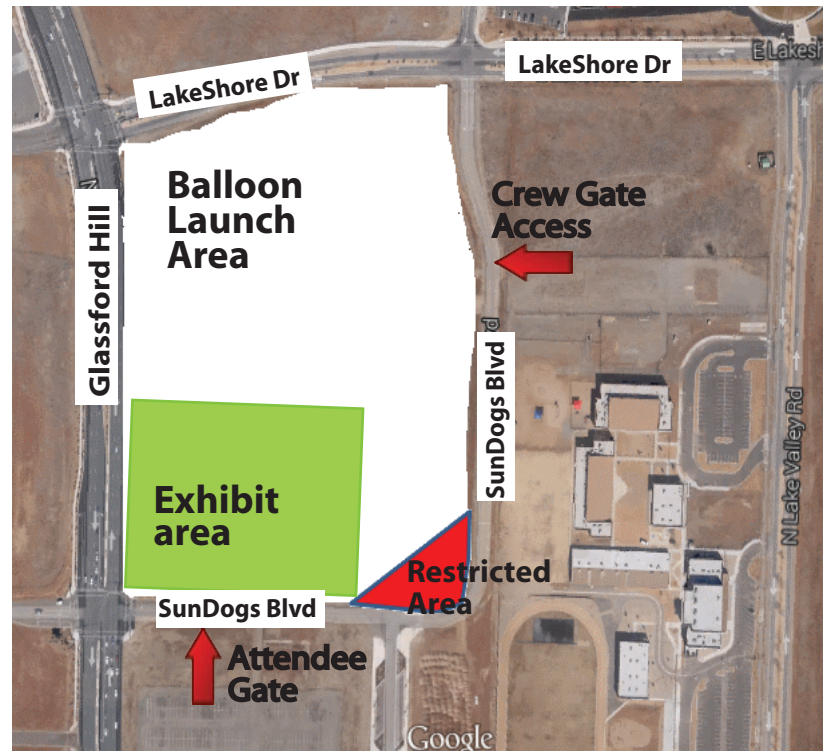 LakeShore Dr
LakeShore Dr
E Lakesh
Balloon
Launch
Area
Crew Gate
Access
Glassford Hill
SunDogs Blvd
N Lake Valley Rd
Exhibit
area
Restricted
Area
SunDogs Blvd
Attendee
Gate
Google